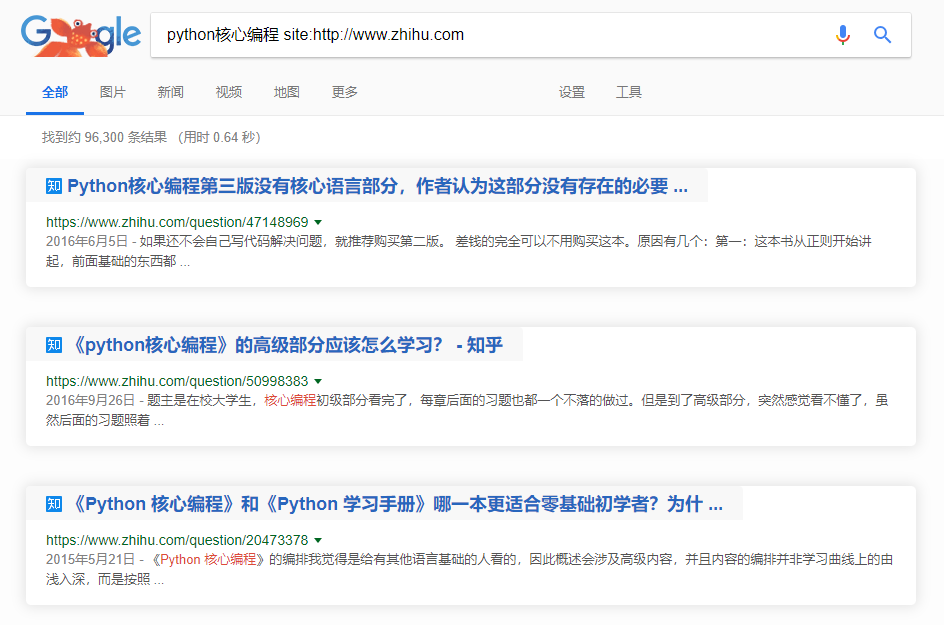 Google
python核心编程 site:http://www.zhihu.com
全部 图片 新闻 视频 地图 更多 设置 工具
找到约 96,300 条结果 （用时 0.64 秒）
知 Python核心编程第三版没有核心语言部分，作者认为这部分没有存在的必要 ...
https://www.zhihu.com/question/47148969
2016年6月5日 - 如果还不会自己写代码解决问题，就推荐购买第二版。 差钱的完全可以不用购买这本。原因有几个：第一：这本书从正则开始讲
起，前面基础的东西都 ...
知 《python核心编程》的高级部分应该怎么学习？ - 知乎
https://www.zhihu.com/question/50998383
2016年9月26日 - 题主是在校大学生，核心编程初级部分看完了，每章后面的习题也都一个不落的做过。但是到了高级部分，突然感觉看不懂了，虽
然后面的习题照着 ...
知 《Python 核心编程》和《Python 学习手册》哪一本更适合零基础初学者？为什 ...
https://www.zhihu.com/question/20473378
2015年5月21日 - 《Python 核心编程》的编排我觉得是给有其他语言基础的人看的，因此概述会涉及高级内容，并且内容的编排并非学习曲线上的由
浅入深，而是按照 ...